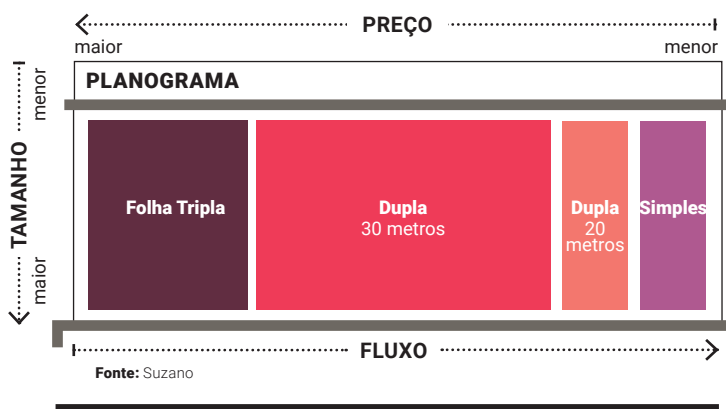 PREÇO
maior
menor
PLANOGRAMA
menor
TAMANHO
maior
Folha Tripla
Dupla
30 metros
Dupla
20
metros
Simples
FLUXO
Fonte: Suzano